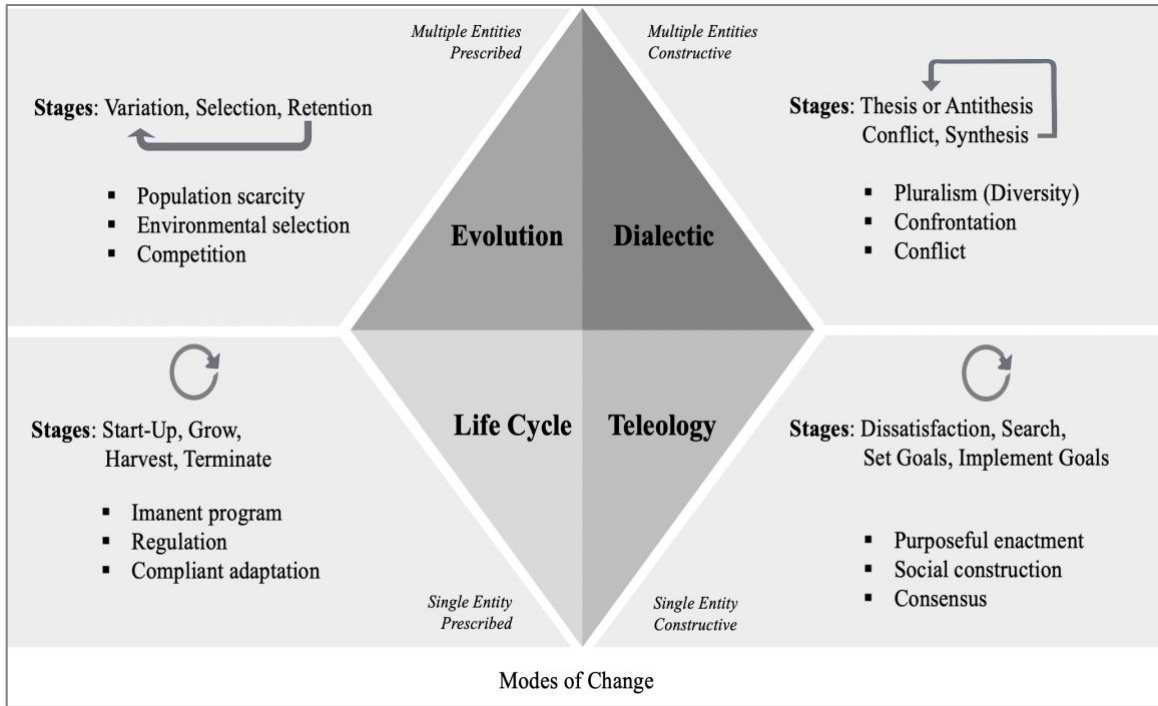 Multiple Entities
Prescribed
Multiple Entities
Constructive
Stages: Variation, Selection, Retention
▪ Population scarcity
▪ Environmental selection
▪ Competition
Evolution
Dialectic
Stages: Thesis or Antithesis
Conflict, Synthesis
▪ Pluralism (Diversity)
▪ Confrontation
▪ Conflict
Stages: Start-Up, Grow,
Harvest, Terminate
▪ Imanent program
▪ Regulation
▪ Compliant adaptation
Life Cycle
Teleology
Stages: Dissatisfaction, Search,
Set Goals, Implement Goals
▪ Purposeful enactment
▪ Social construction
▪ Consensus
Single Entity
Prescribed
Single Entity
Constructive
Modes of Change